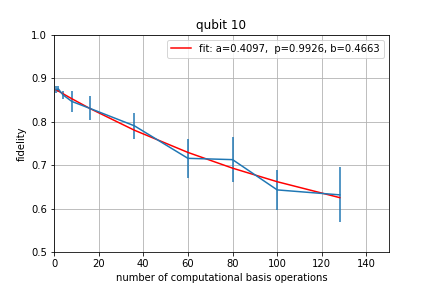 qubit 10
fit: a=0.4097,  p=0.9926, b=0.4663
1.0
0.9
0.8
0.7
0.6
0.5
fidelity
0 20 40 60 80 100 120 140
number of computational basis operations